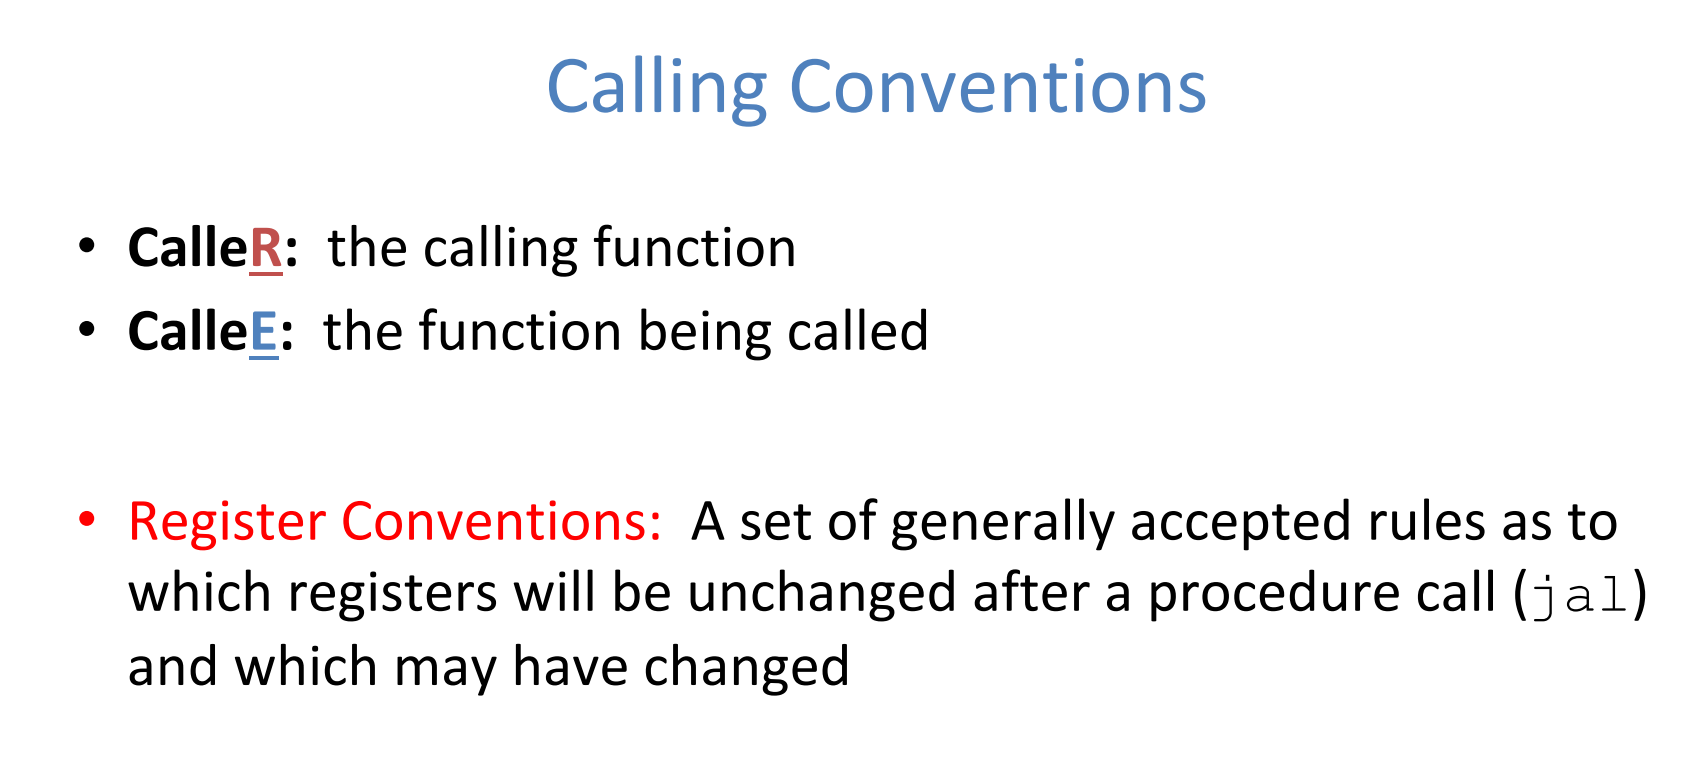 Calling Conventions
• CalleR: the calling function
• CalleE: the function being called
• Register Conventions: A set of generally accepted rules as to
which registers will be unchanged after a procedure call (jal)
and which may have changed